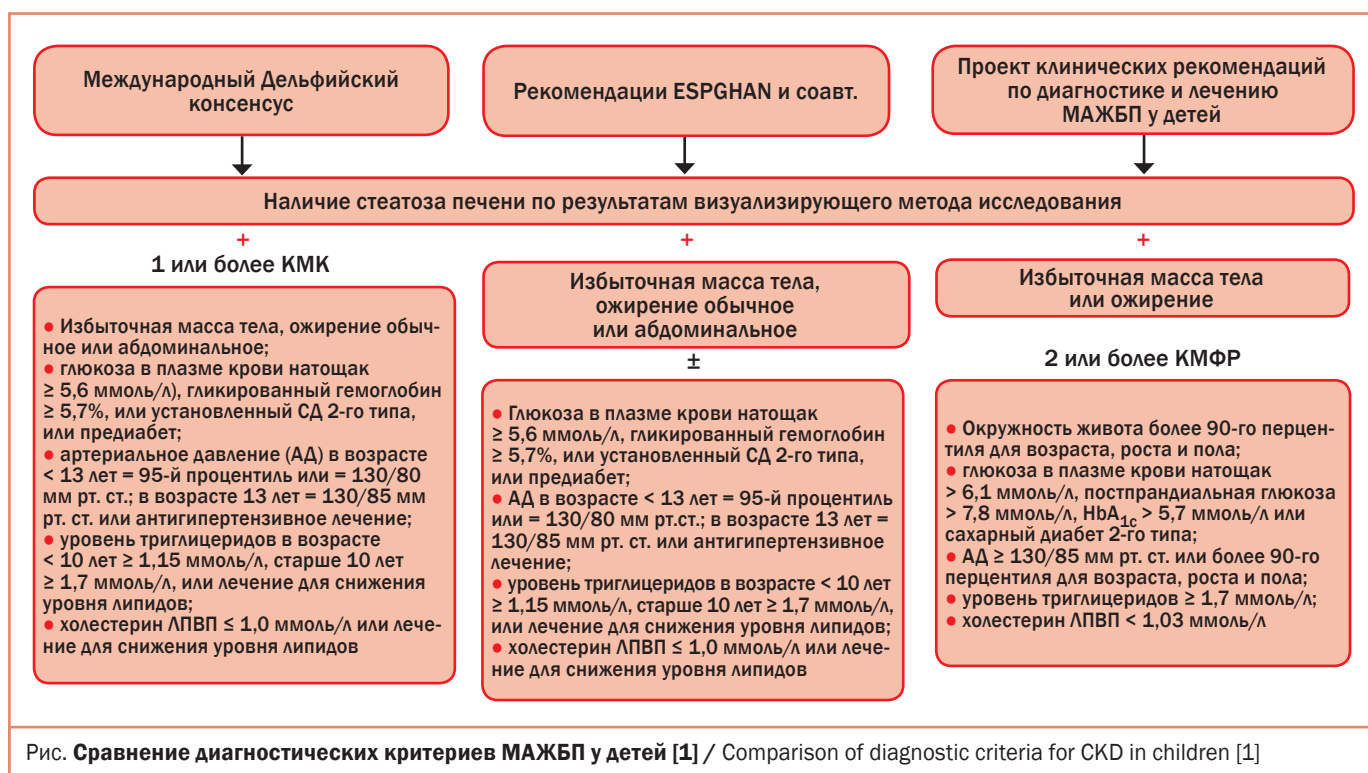 Международный Дельфийский
консенсус
Рекомендации ESPGHAN и соавт.
Проект клинических рекомендаций
по диагностике и лечению
МАЖБП у детей
Наличие стеатоза печени по результатам визуализирующего метода исследования
+
+
+
1 или более КМК
• Избыточная масса тела, ожирение обыч-
ное или абдоминальное;
• глюкоза в плазме крови натощак
≥ 5,6 ммоль/л), гликированный гемоглобин
≥ 5,7%, или установленный СД 2-го типа,
или предиабет;
• артериальное давление (АД) в возрасте
< 13 лет = 95-й процентиль или = 130/80
мм рт. ст.; в возрасте 13 лет = 130/85 мм
рт. ст. или антигипертензивное лечение;
• уровень триглицеридов в возрасте
< 10 лет ≥ 1,15 ммоль/л, старше 10 лет
≥ 1,7 ммоль/л, или лечение для снижения
уровня липидов;
• холестерин ЛПВП ≤ 1,0 ммоль/л или лече-
ние для снижения уровня липидов
Избыточная масса тела,
ожирение обычное
или абдоминальное
±
• Глюкоза в плазме крови натощак
≥ 5,6 ммоль/л, гликированный гемоглобин
≥ 5,7%, или установленный СД 2-го типа,
или предиабет;
• АД в возрасте < 13 лет = 95-й процентиль
или = 130/80 мм рт.ст.; в возрасте 13 лет =
130/85 мм рт. ст. или антигипертензивное
лечение;
• уровень триглицеридов в возрасте < 10 лет
≥ 1,15 ммоль/л, старше 10 лет ≥ 1,7 ммоль/л,
или лечение для снижения уровня липидов;
• холестерин ЛПВП ≤ 1,0 ммоль/л или лече-
ние для снижения уровня липидов
Избыточная масса тела
или ожирение
2 или более КМФР
• Окружность живота более 90-го перцен-
тиля для возраста, роста и пола;
• глюкоза в плазме крови натощак
> 6,1 ммоль/л, постпрандиальная глюкоза
> 7,8 ммоль/л, HbA1c > 5,7 ммоль/л или
сахарный диабет 2-го типа;
• АД ≥ 130/85 мм рт. ст. или более 90-го
перцентиля для возраста, роста и пола;
• уровень триглицеридов ≥ 1,7 ммоль/л;
• холестерин ЛПВП < 1,03 ммоль/л
Рис. Сравнение диагностических критериев МАЖБП у детей [1] / Comparison of diagnostic criteria for CKD in children [1]